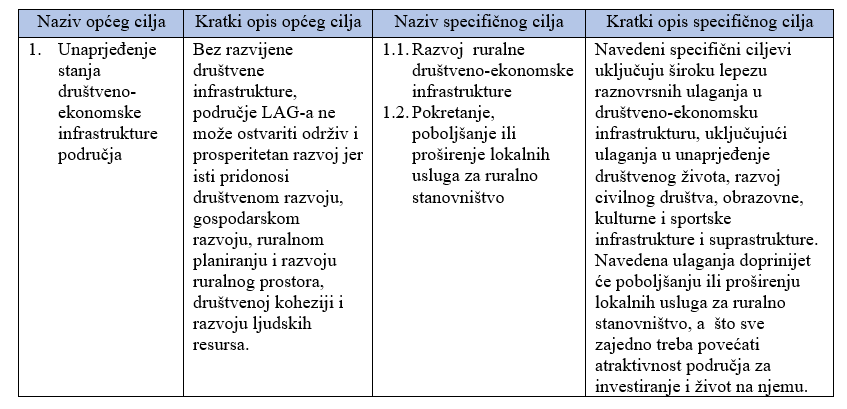 Naziv općeg cilja
Kratki opis općeg cilja
Naziv specifičnog cilja
Kratki opis specifičnog cilja
1. Unaprjeđenje
stanja
društveno-
ekonomske
infrastrukture
područja
Bez razvijene
društvene
infrastrukture,
područje LAG-a ne
može ostvariti održiv i
prosperitetan razvoj jer
isti pridonosi
društvenom razvoju,
gospodarskom
razvoju, ruralnom
planiranju i razvoju
ruralnog prostora,
društvenoj koheziji i
razvoju ljudskih
resursa.
1.1. Razvoj ruralne
društveno-ekonomske
infrastrukture
1.2. Pokretanje,
poboljšanje ili
proširenje lokalnih
usluga za ruralno
stanovništvo
Navedeni specifični ciljevi
uključuju široku lepezu
raznovrsnih ulaganja u
društveno-ekonomsku
infrastrukturu, uključujući
ulaganja u unaprjeđenje
društvenog života, razvoj
civilnog društva, obrazovne,
kulturne i sportske
infrastrukture i suprastrukture.
Navedena ulaganja doprinijet
će poboljšanju ili proširenju
lokalnih usluga za ruralno
stanovništvo, a što sve
zajedno treba povećati
atraktivnost područja za
investiranje i život na njemu.